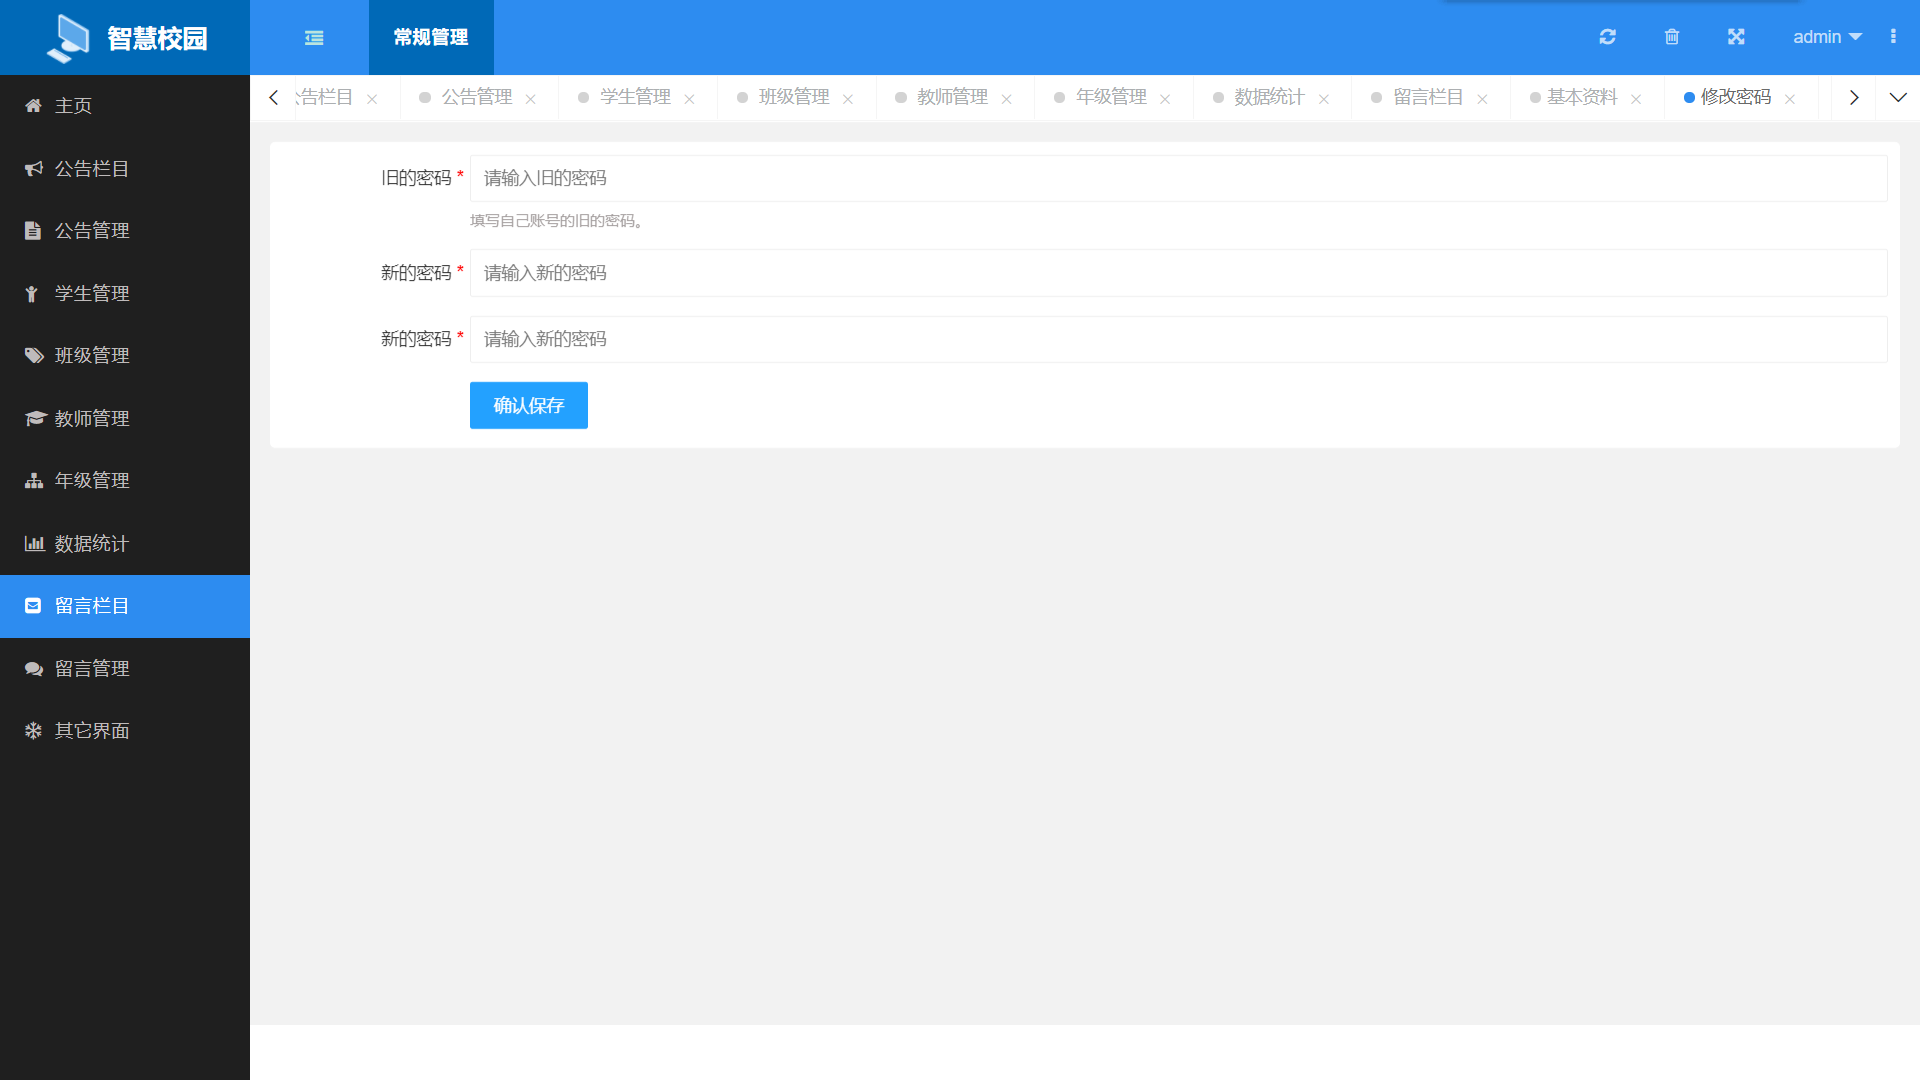 智慧校园
常规管理
admin
主页
公告栏目
公告管理
学生管理
班级管理
教师管理
年级管理
数据统计
留言栏目
留言管理
其它界面
告栏目 公告管理 学生管理 班级管理 教师管理 年级管理 数据统计 留言栏目 基本资料 修改密码
旧的密码 * 请输入旧的密码
填写自己账号的旧的密码。
新的密码 * 请输入新的密码
新的密码 * 请输入新的密码
确认保存